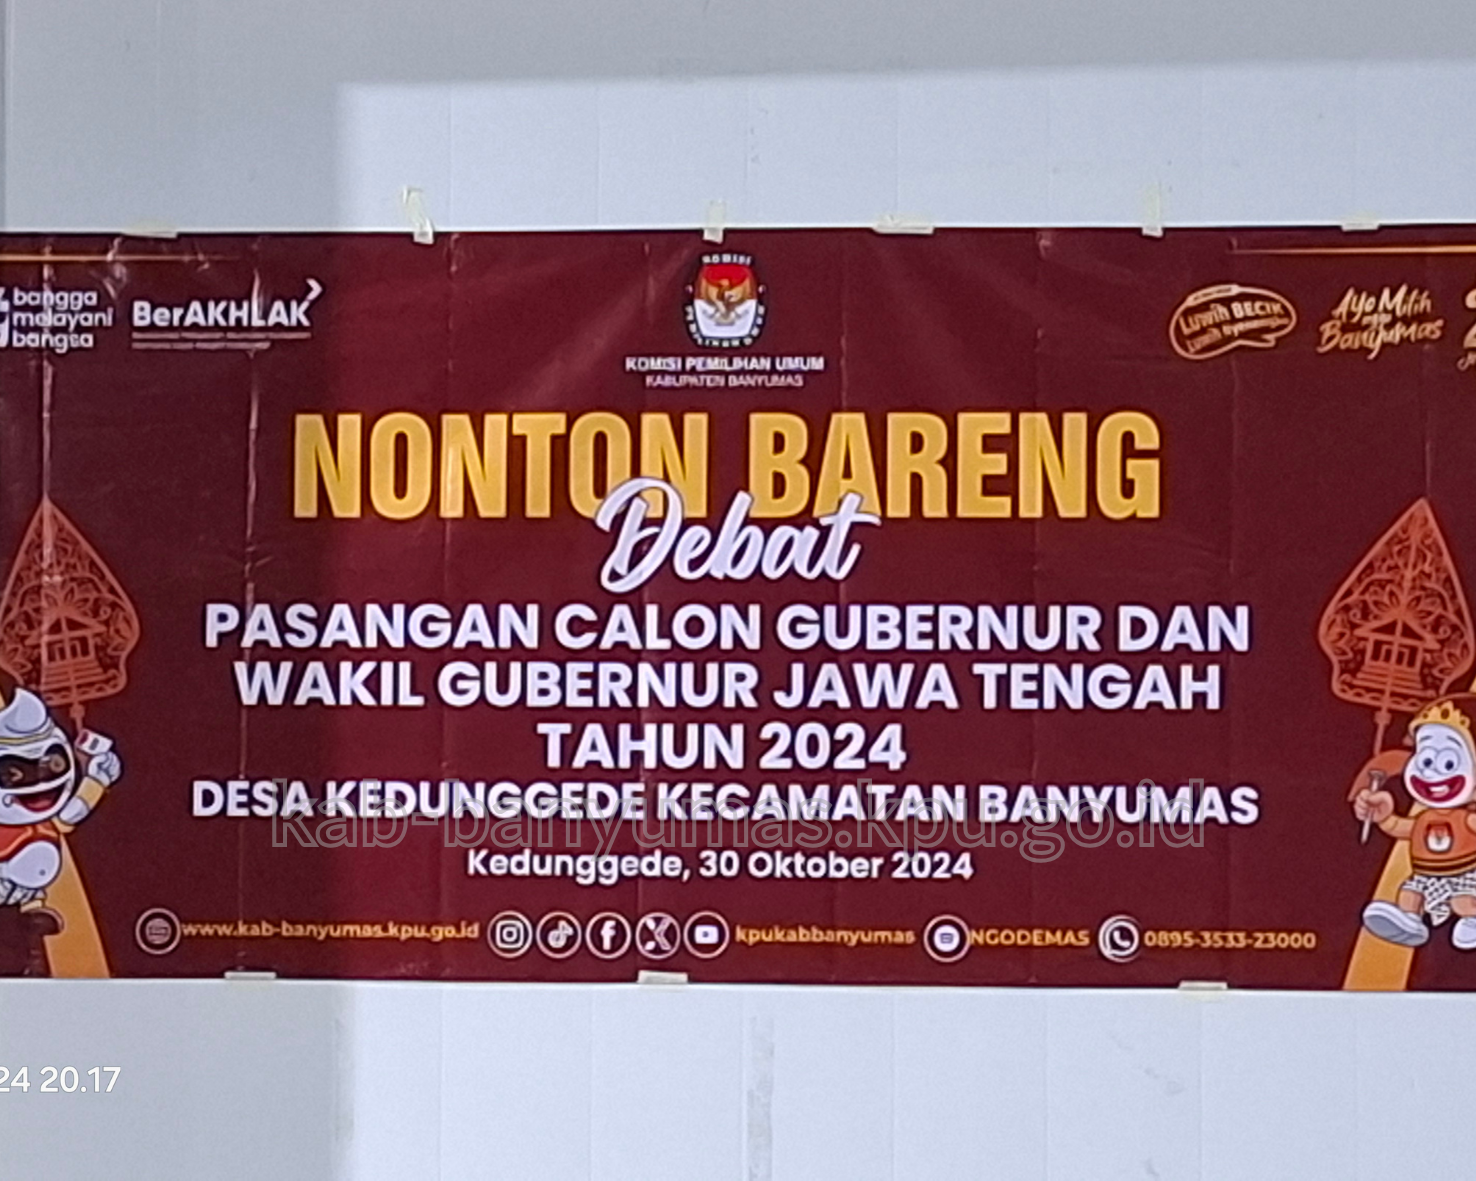 bangga
melayani
bangsa
BerAKHLAK
KOMISI
KOMISI PEMILIHAN UMUM
KABUPATEN BANYUMAS
Luwih BECIK
Ayo Milih
Banyumas
NONTON BARENG
Debat
PASANGAN CALON GUBERNUR DAN
WAKIL GUBERNUR JAWA TENGAH
TAHUN 2024
DESA KEDUNGGEDE KECAMATAN BANYUMAS
kab-banyumas.kpu.go.id
Kedunggede, 30 Oktober 2024
www.kab-banyumas.kpu.go.id kpukabbanyumas NGODEMAS 0895-3533-23000
24 20.17